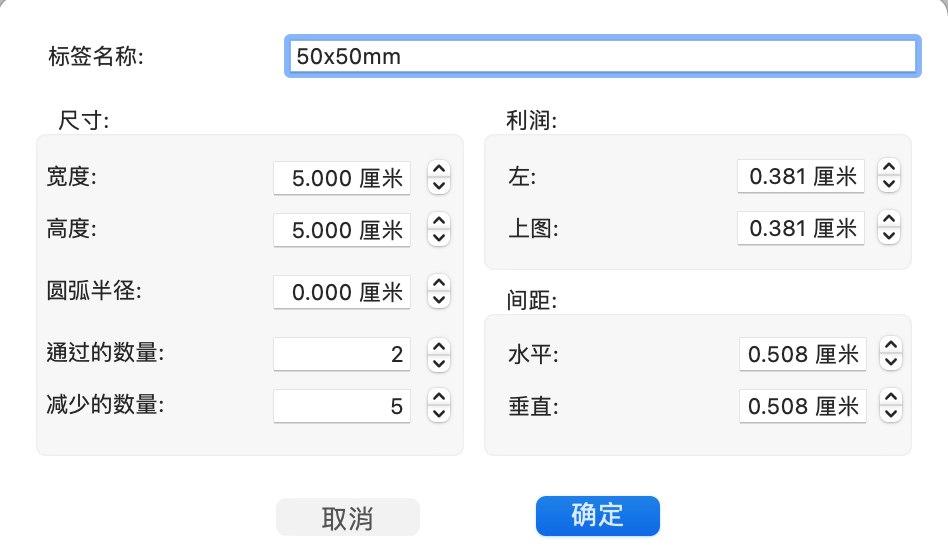 标签名称: 50x50mm
尺寸:
宽度: 5.000 厘米
高度: 5.000 厘米
圆弧半径: 0.000 厘米
通过的数量: 2
减少的数量: 5
利润:
左: 0.381 厘米
上图: 0.381 厘米
间距:
水平: 0.508 厘米
垂直: 0.508 厘米
取消 确定